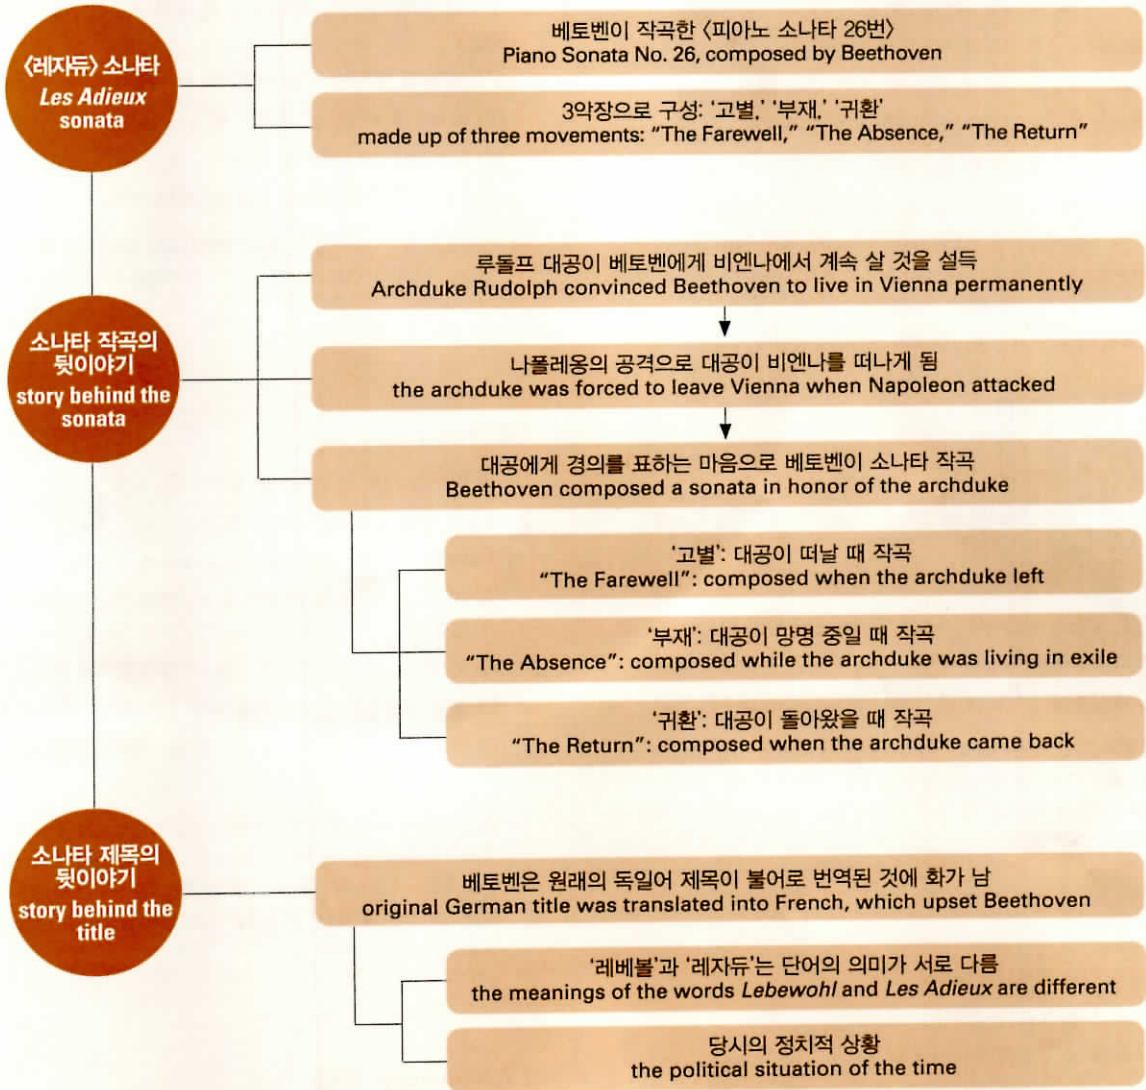 〈레자듀〉 소나타
Les Adieux
sonata
베토벤이 작곡한 〈피아노 소나타 26번〉
Piano Sonata No. 26, composed by Beethoven
3악장으로 구성: ‘고별,’ ‘부재,’ ‘귀환’
made up of three movements: “The Farewell,” “The Absence,” “The Return”
소나타 작곡의
뒷이야기
story behind the
sonata
루돌프 대공이 베토벤에게 비엔나에서 계속 살 것을 설득
Archduke Rudolph convinced Beethoven to live in Vienna permanently
나폴레옹의 공격으로 대공이 비엔나를 떠나게 됨
the archduke was forced to leave Vienna when Napoleon attacked
대공에게 경의를 표하는 마음으로 베토벤이 소나타 작곡
Beethoven composed a sonata in honor of the archduke
‘고별’: 대공이 떠날 때 작곡
“The Farewell”: composed when the archduke left
‘부재’: 대공이 망명 중일 때 작곡
“The Absence”: composed while the archduke was living in exile
‘귀환’: 대공이 돌아왔을 때 작곡
“The Return”: composed when the archduke came back
소나타 제목의
뒷이야기
story behind the
title
베토벤은 원래의 독일어 제목이 불어로 번역된 것에 화가 남
original German title was translated into French, which upset Beethoven
‘레베볼’과 ‘레자듀’는 단어의 의미가 서로 다름
the meanings of the words Lebewohl and Les Adieux are different
당시의 정치적 상황
the political situation of the time